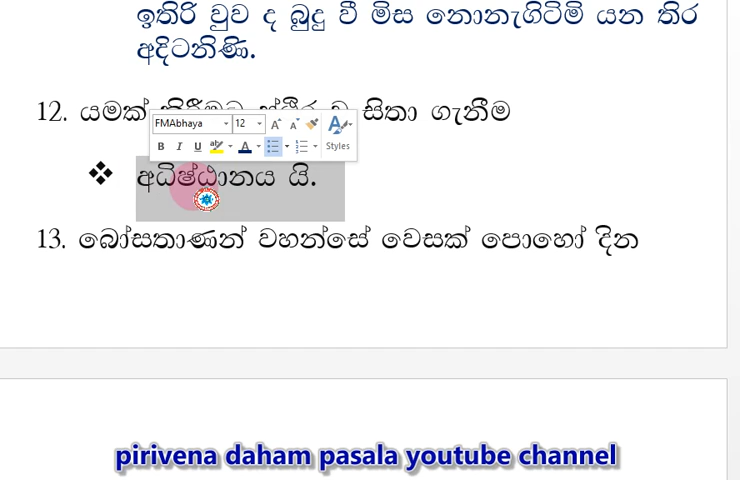 ඉතිරි වුව ද බුදු වී මිස නොනැගිටිමි යන තිර
අදිටනිණි.
12. යමක් කිරීමට ස්ථිර ව සිතා ගැනීම
FMAbhaya 12
B I U Styles
❖ අධිෂ්ඨානය යි.
13. බෝසතාණන් වහන්සේ වෙසක් පොහෝ දින
pirivena daham pasala youtube channel